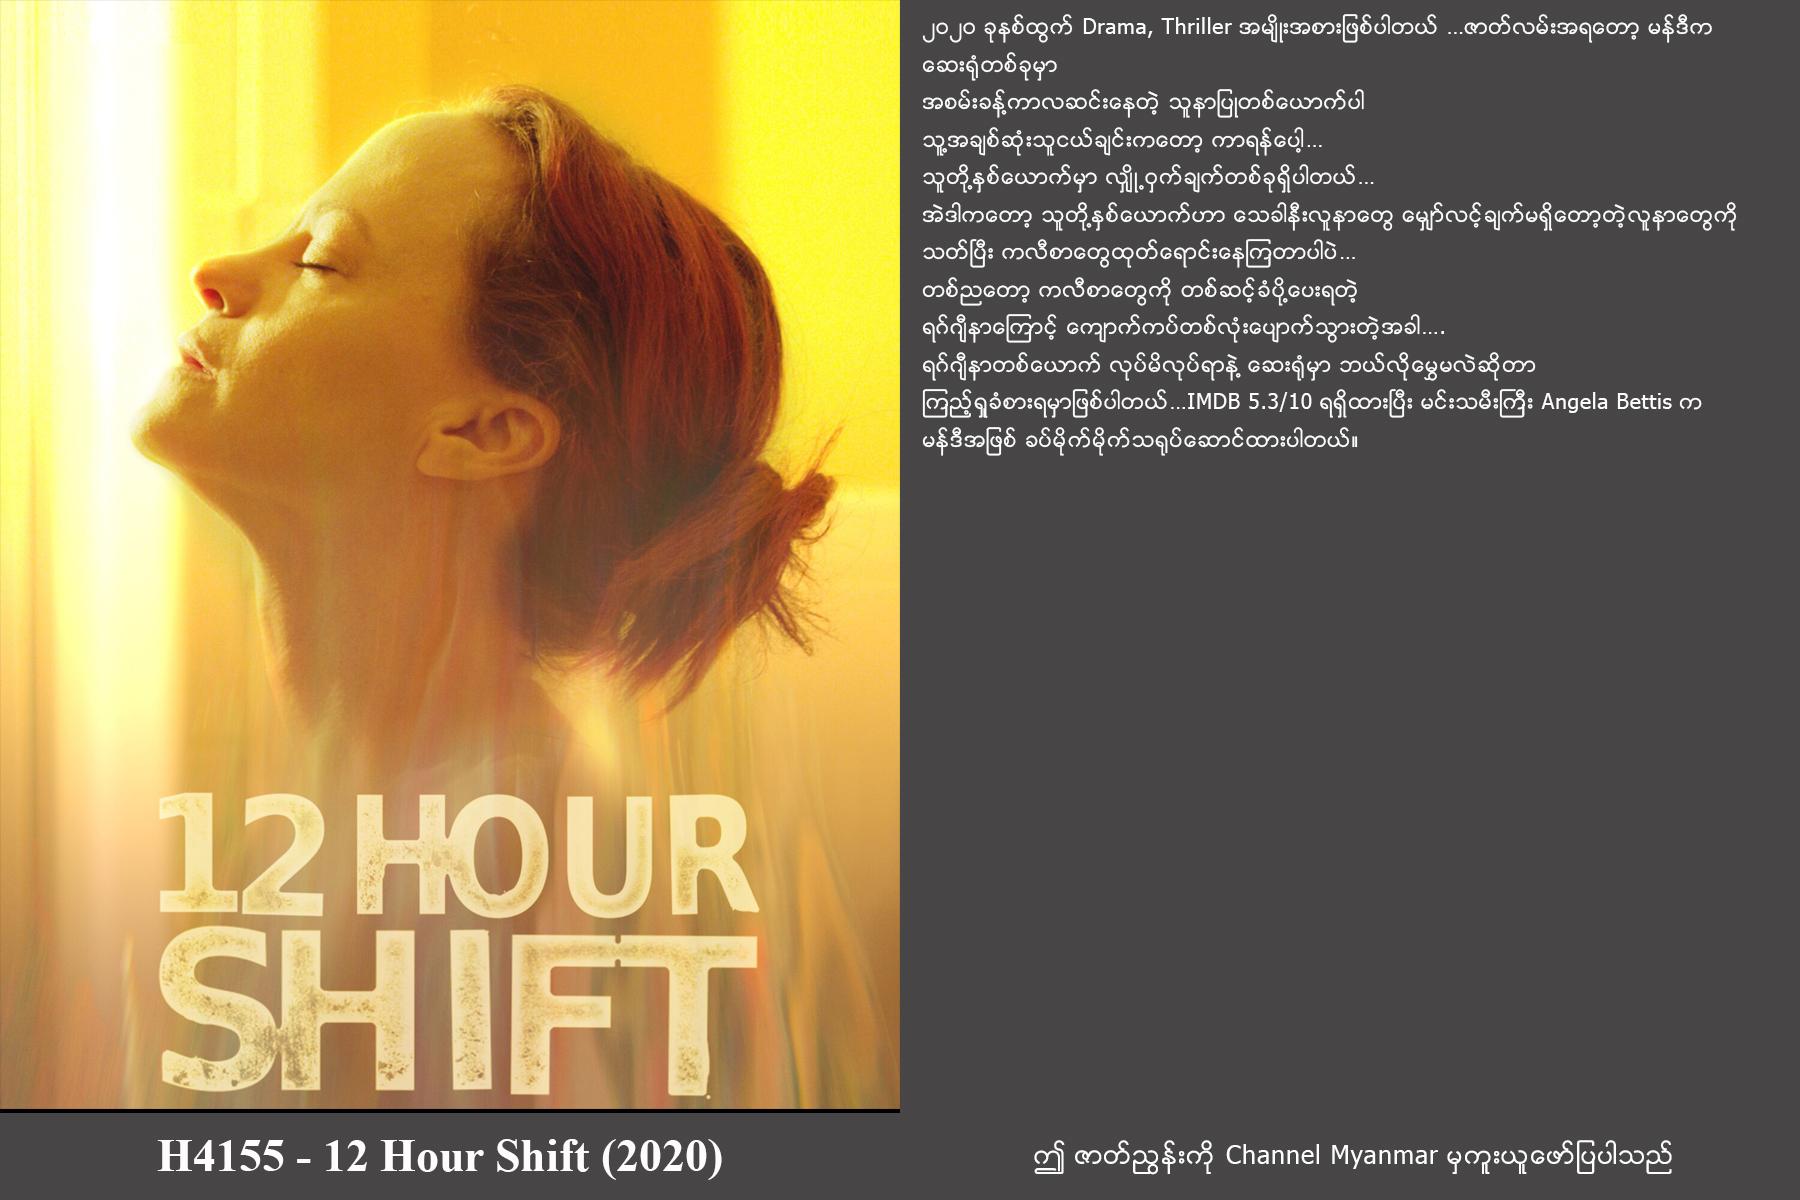 ၂၀၂၀ ခုနှစ်ထွက် Drama, Thriller အမျိုးအစားဖြစ်ပါတယ် ...ဇာတ်လမ်းအရတော့ မန်ဒီက
ဆေးရုံတစ်ခုမှာ
အစမ်းခန့်ကာလဆင်းနေတဲ့ သူနာပြုတစ်ယောက်ပါ
သူ့အချစ်ဆုံးသူငယ်ချင်းကတော့ ကာရန်ပေါ့...
သူတို့နှစ်ယောက်မှာ လျှို့ဝှက်ချက်တစ်ခုရှိပါတယ်...
အဲဒါကတော့ သူတို့နှစ်ယောက်ဟာ သေခါနီးလူနာတွေ မျှော်လင့်ချက်မရှိတော့တဲ့လူနာတွေကို
သတ်ပြီး ကလီစာတွေထုတ်ရောင်းနေကြတာပါပဲ...
တစ်ညတော့ ကလီစာတွေကို တစ်ဆင့်ခံပို့ပေးရတဲ့
ရဂ်ဂျီနာကြောင့် ကျောက်ကပ်တစ်လုံးပျောက်သွားတဲ့အခါ....
ရဂ်ဂျီနာတစ်ယောက် လုပ်မိလုပ်ရာနဲ့ ဆေးရုံမှာ ဘယ်လိုမွှေမလဲဆိုတာ
ကြည့်ရှုခံစားရမှာဖြစ်ပါတယ်...IMDB 5.3/10 ရရှိထားပြီး မင်းသမီးကြီး Angela Bettis က
မန်ဒီအဖြစ် ခပ်မိုက်မိုက်သရုပ်ဆောင်ထားပါတယ်။
12 HOUR
SHIFT
H4155 - 12 Hour Shift (2020)
ဤ ဇာတ်ညွှန်းကို Channel Myanmar မှကူးယူဖော်ပြပါသည်